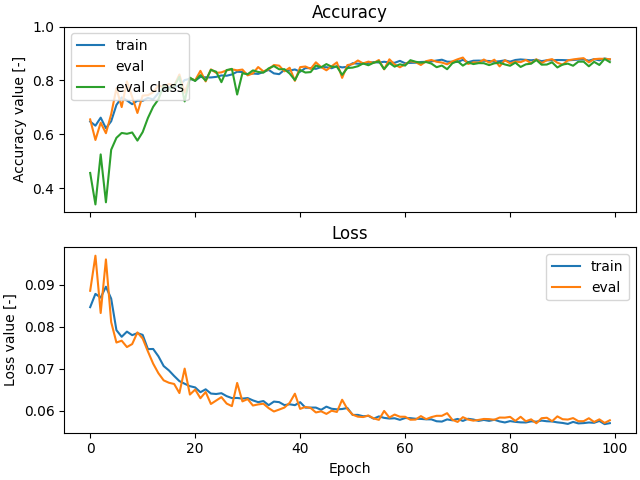 Accuracy
Accuracy value [-]
1.0
0.8
0.6
0.4
train
eval
eval class
Loss
Loss value [-]
0.09
0.08
0.07
0.06
train
eval
0
20
40
60
80
100
Epoch